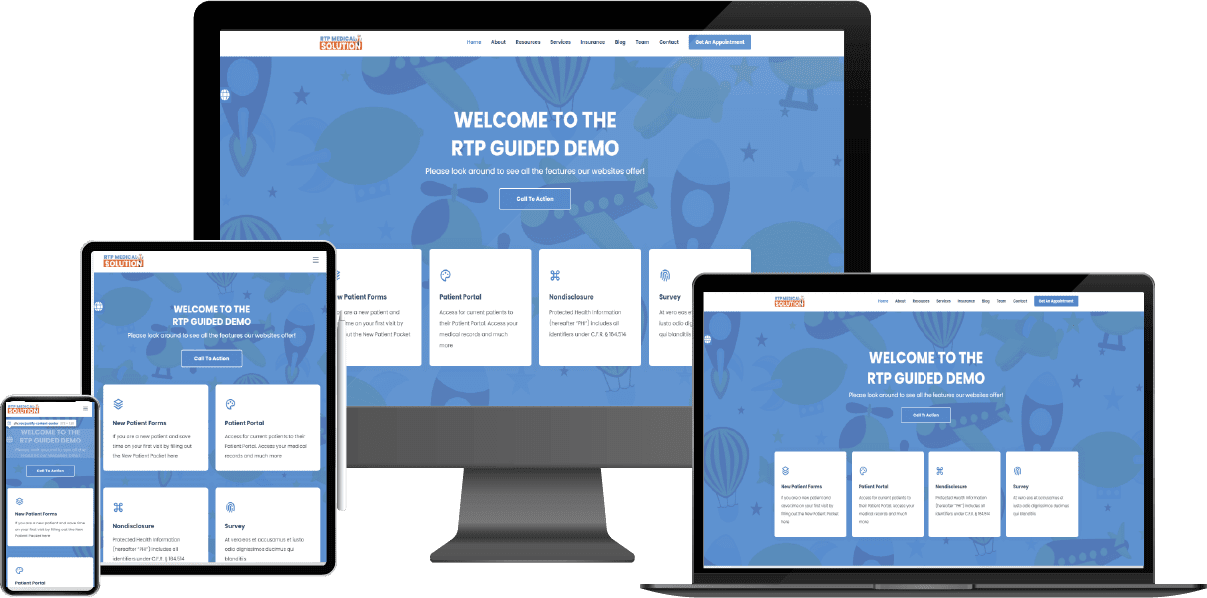 RTP MEDICAL
SOLUTION
Home About Resources Services Insurance Blog Team Contact Get An Appointment
WELCOME TO THE
RTP GUIDED DEMO
Please look around to see all the features our websites offer!
Call To Action
w Patient Forms
are a new patient and
me on your first visit by
out the New Patient Packet
Patient Portal
Access for current patients to
their Patient Portal. Access your
medical records and much
more
Nondisclosure
Protected Health Information
(hereafter "PHI") includes all
identifiers under C.F.R. § 164.514
Survey
At vero eos et
iusto odio dign
qui blanditiis
RTP MEDICAL
SOLUTION
WELCOME TO THE
RTP GUIDED DEMO
Please look around to see all the features our websites offer!
Call To Action
New Patient Forms
If you are a new patient and save
time on your first visit by filling out
the New Patient Packet here
Patient Portal
Access for current patients to their
Patient Portal. Access your medical
records and much more
Nondisclosure
Protected Health Information
(hereafter "PHI") includes all
identifiers under C.F.R. § 164.514
Survey
At vero eos et accusamus et iusto
odio dignissimos ducimus qui
blanditiis
RTP MEDICAL
SOLUTION
WELCOME TO THE
RTP GUIDED DEMO
Please look around to see all the
Call To Action
New Patient Forms
If you are a new patient and save time
on your first visit by filling out the New
Patient Packet here
Patient Portal
RTP MEDICAL
SOLUTION
Home About Resources Services Insurance Blog Team Contact Get An Appointment
WELCOME TO THE
RTP GUIDED DEMO
Please look around to see all the features our websites offer!
Call To Action
New Patient Forms
If you are a new patient and
save time on your first visit by
filling out the New Patient Packet
here
Patient Portal
Access for current patients to
their Patient Portal. Access your
medical records and much
more
Nondisclosure
Protected Health Information
(hereafter "PHI") includes all
identifiers under C.F.R. § 164.514
Survey
At vero eos et accusamus et
iusto odio dignissimos ducimus
qui blanditiis